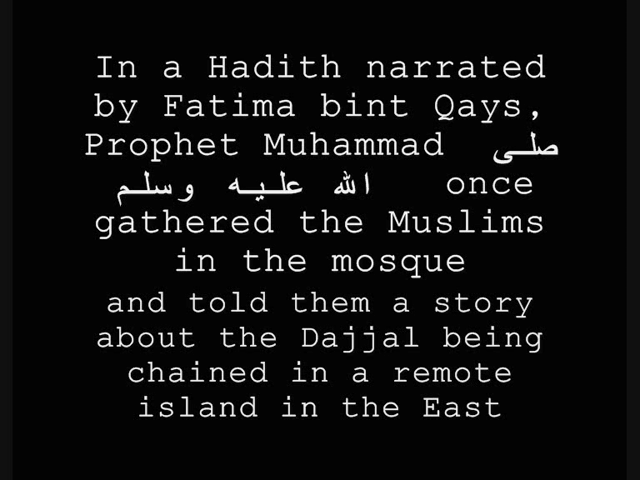 In a Hadith narrated
by Fatima bint Qays,
Prophet Muhammad صلى
الله عليه وسلم once
gathered the Muslims
in the mosque
and told them a story
about the Dajjal being
chained in a remote
island in the East